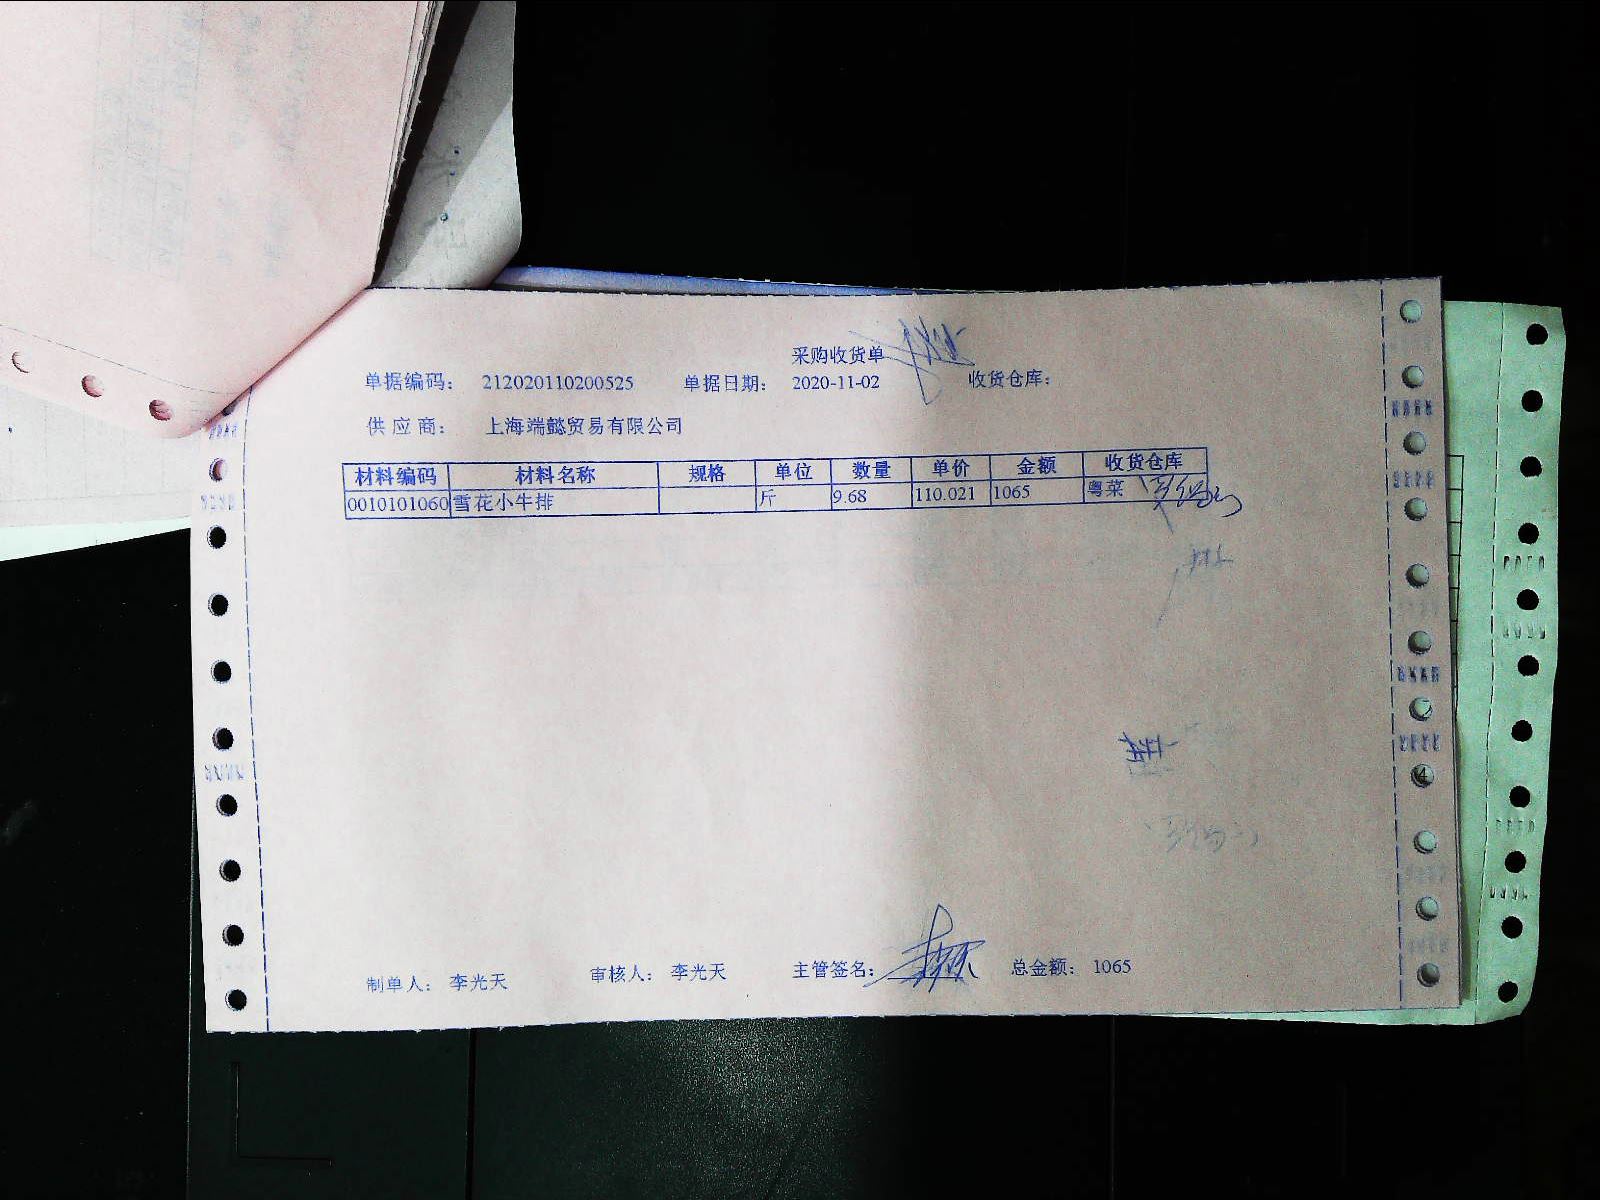 采购收货单
单据编码： 212020110200525 单据日期： 2020-11-02 收货仓库：
供应商： 上海端懿贸易有限公司
材料编码 材料名称 规格 单位 数量 单价 金额 收货仓库
0010101060 雪花小牛排 斤 9.68 110.021 1065 粤菜
制单人： 李光天 审核人： 李光天 主管签名： 总金额： 1065